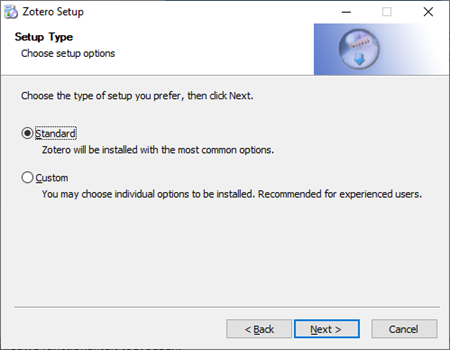 Zotero Setup
Setup Type
Choose setup options
Choose the type of setup you prefer, then click Next.
Standard
Zotero will be installed with the most common options.
Custom
You may choose individual options to be installed. Recommended for experienced users.
< Back
Next >
Cancel